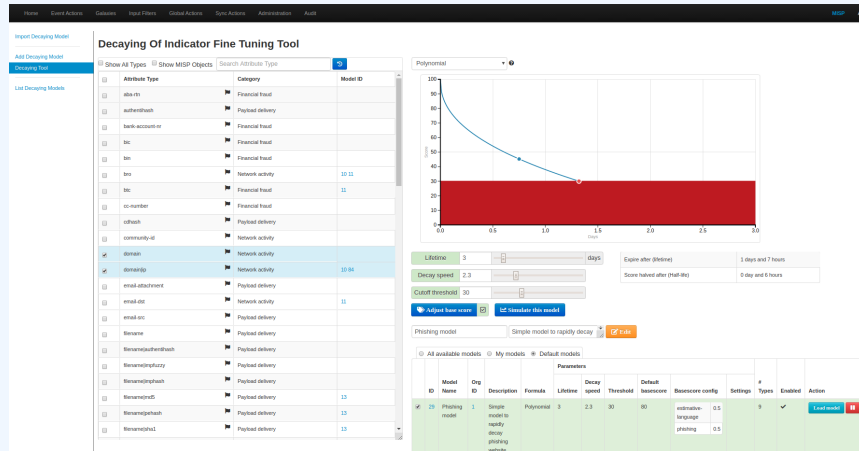 Home Event Actions Galaxies Input Filters Global Actions Sync Actions Administration Audit MISP
Import Decaying Model
Add Decaying Model
Decaying Tool
List Decaying Models
Decaying Of Indicator Fine Tuning Tool
Show All Types Show MISP Objects Search Attribute Type
Attribute Type Category Model ID
aba-rtn Financial fraud
authentihash Payload delivery
bank-account-nr Financial fraud
bic Financial fraud
bin Financial fraud
bro Network activity 10 11
btc Financial fraud 11
cc-number Financial fraud
cdhash Payload delivery
community-id Network activity
domain Network activity
domain|ip Network activity 10 84
email-attachment Payload delivery
email-dst Network activity 11
email-src Payload delivery
filename Payload delivery
filename|authentihash Payload delivery
filename|impfuzzy Payload delivery
filename|imphash Payload delivery
filename|md5 Payload delivery 13
filename|pehash Payload delivery 13
filename|sha1 Payload delivery 13
Polynomial
100
90
80
70
60
50
40
30
20
10
0
Score
0.0 0.5 1.0 1.5 2.0 2.5 3.0
Days
Lifetime 3 days
Decay speed 2.3
Cutoff threshold 30
Expire after (lifetime) 1 days and 7 hours
Score halved after (Half-life) 0 day and 6 hours
Adjust base score Simulate this model
Phishing model Simple model to rapidly decay Edit
All available models My models Default models
Parameters
ID Model Name Org ID Description Formula Lifetime Decay speed Threshold Default basescore Basescore config Settings # Types Enabled Action
29 Phishing model 1 Simple model to rapidly decay phishing website Polynomial 3 2.3 30 80 estimative-language 0.5 phishing 0.5 9 Load model